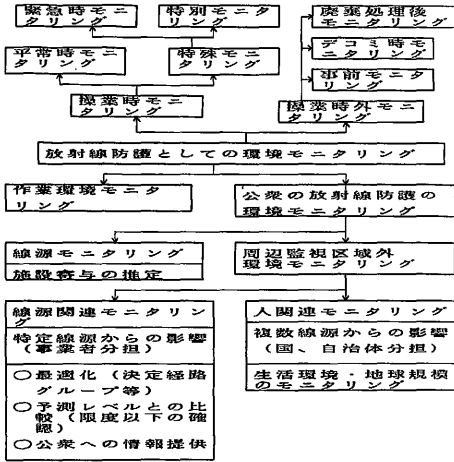 緊急時モニ
タリング
特別モニタ
リング
廃棄処理後
モニタリング
デコミ時モ
ニタリング
平常時モニ
タリング
特殊モニタ
リング
事前モニタ
リング
操業時モニ
タリング
操業時外モニ
タリング
放射線防護としての環境モニタリング
作業環境モニタ
リング
公衆の放射線防護の
環境モニタリング
線源モニタリング
施設寄与の推定
周辺監視区域外
環境モニタリング
線源関連モニタリン
グ
特定線源からの影響
(事業者分担)
○最適化(決定経路
グループ等)
○予測レベルとの比
較(限度以下の確
認)
○公衆への情報提供
人関連モニタリング
複数線源からの影響
(国、自治体分担)
生活環境・地球規模
のモニタリング